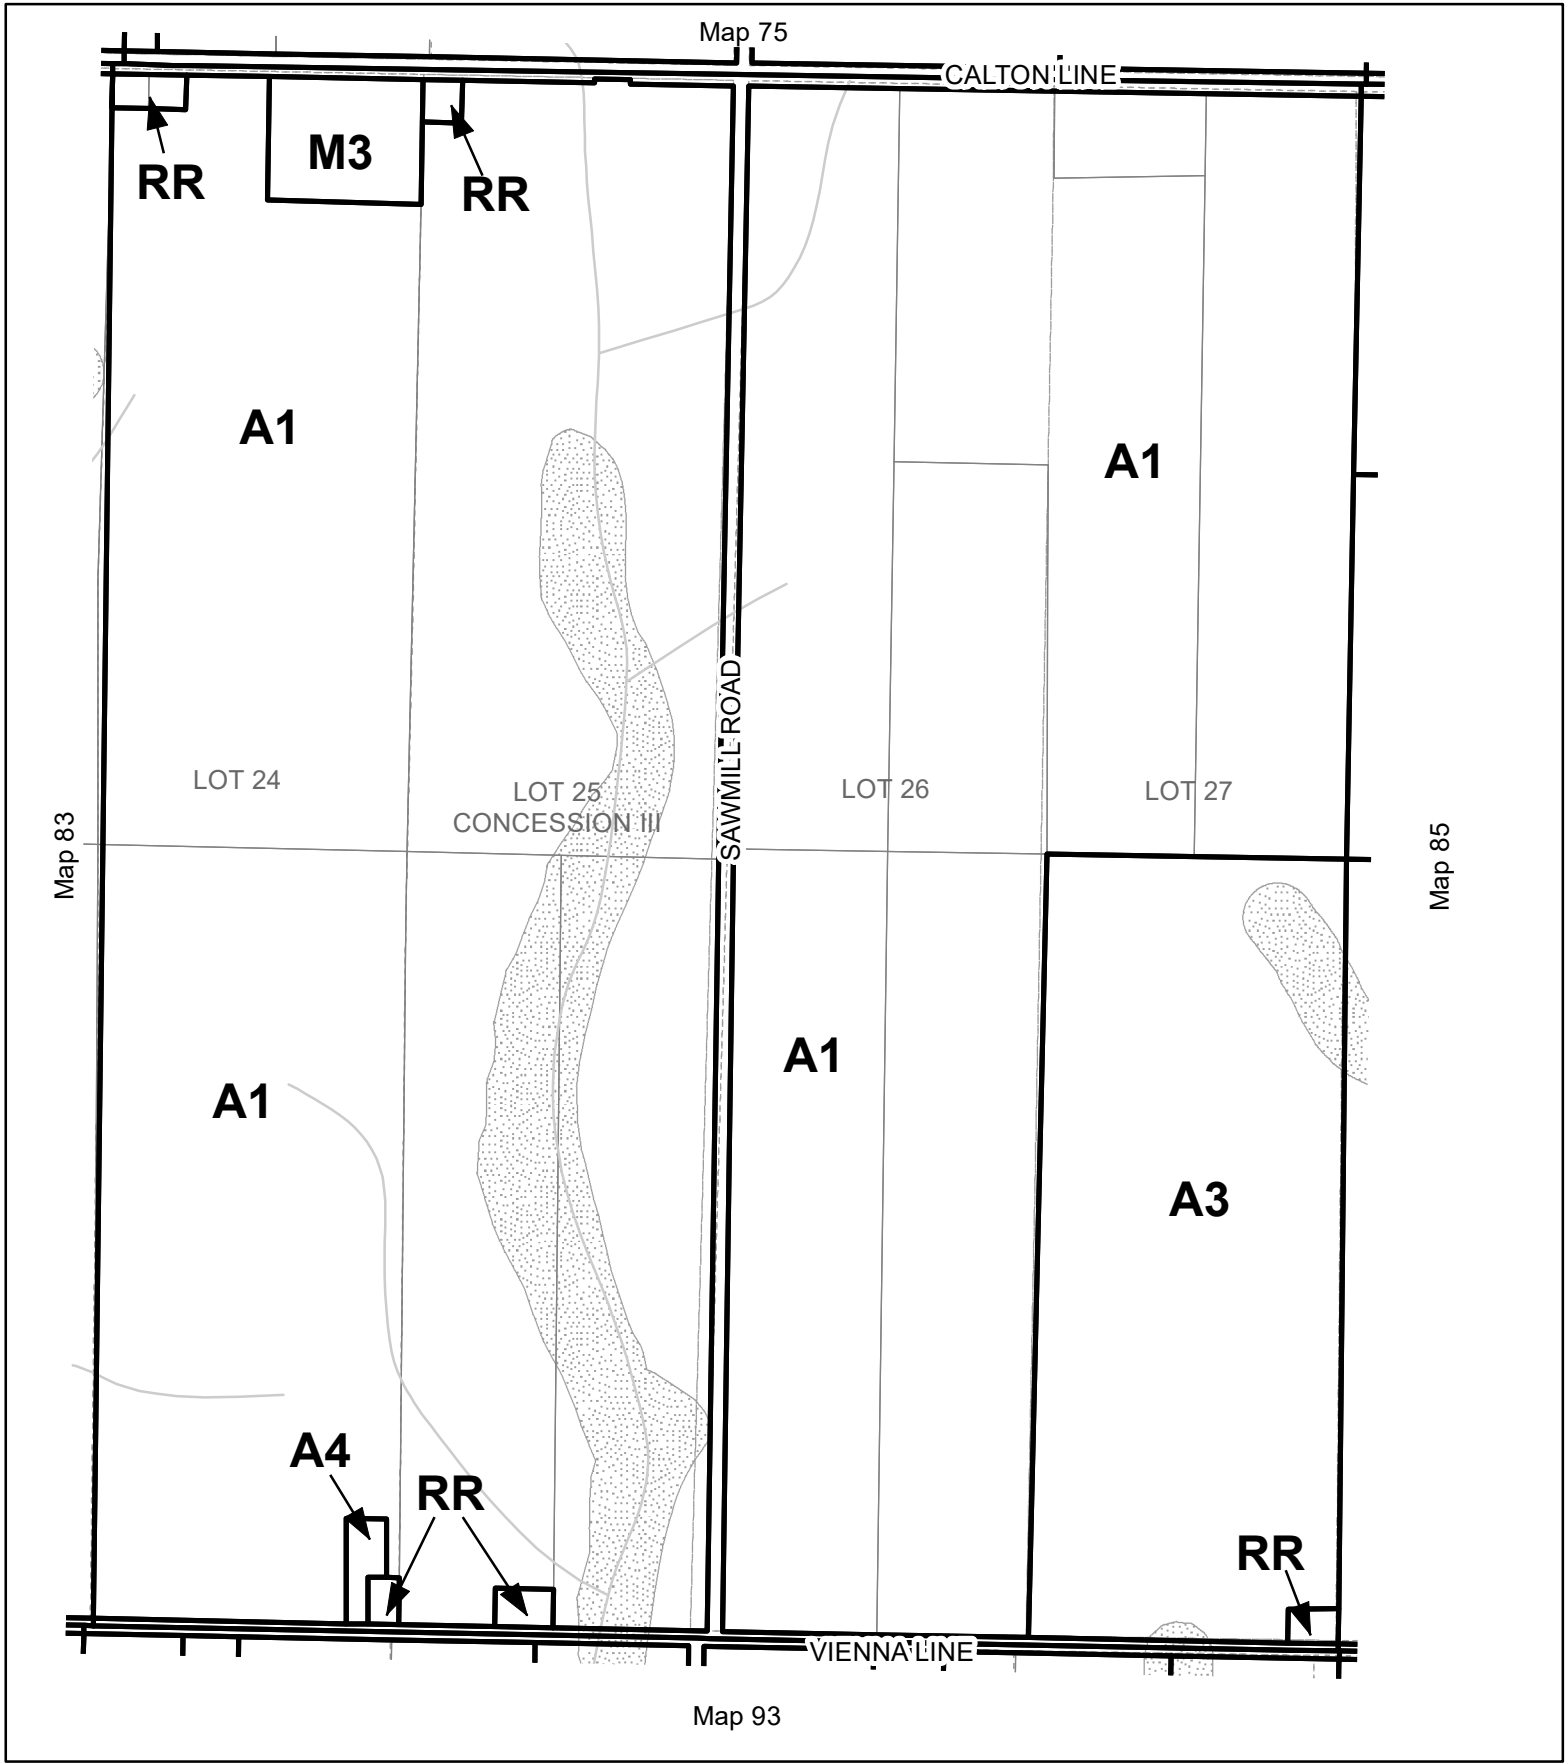 Map 75
CALTON LINE
RR
M3
RR
A1
A1
SAWMILL ROAD
LOT 24
LOT 25
CONCESSION III
LOT 26
LOT 27
Map 83
Map 85
A1
A1
A3
A4
RR
RR
VIENNA LINE
Map 93